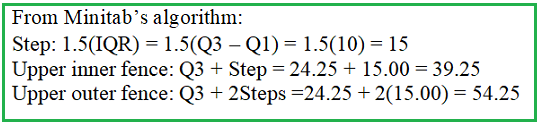 From Minitab’s algorithm:
Step: 1.5(IQR) = 1.5(Q3 – Q1) = 1.5(10) = 15
Upper inner fence: Q3 + Step = 24.25 + 15.00 = 39.25
Upper outer fence: Q3 + 2Steps =24.25 + 2(15.00) = 54.25